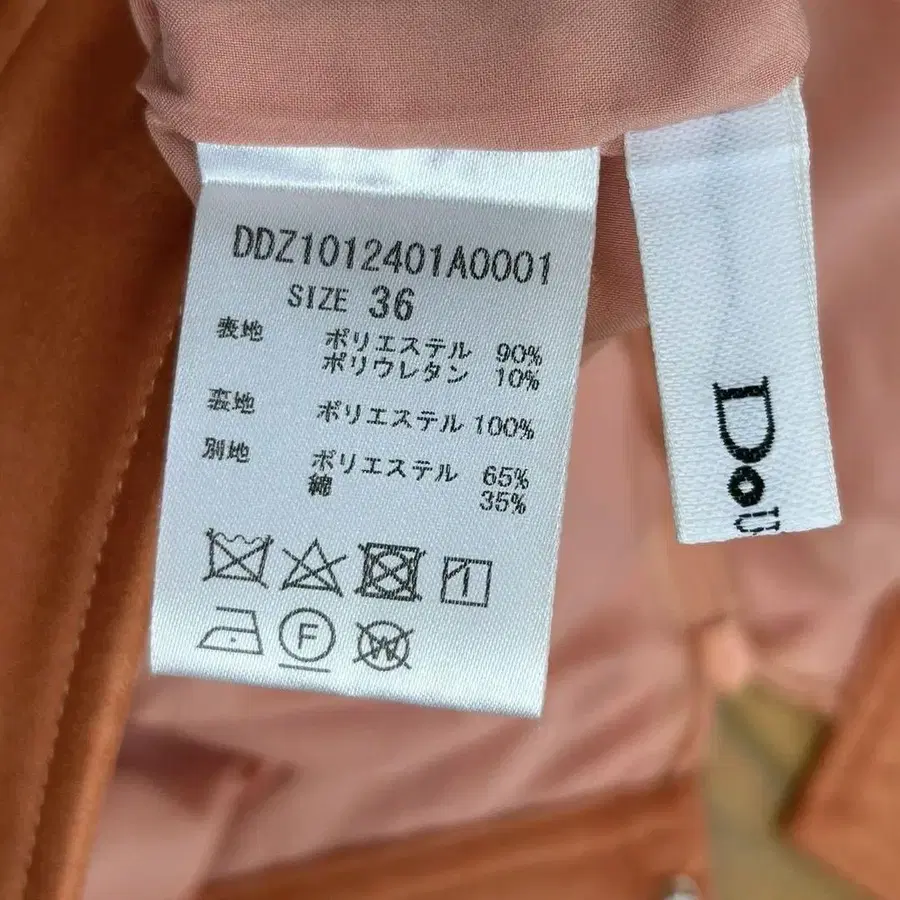 DDZ1012401A0001
SIZE 36
表地 ポリエステル 90%
ポリウレタン 10%
裏地 ポリエステル 100%
別地 ポリエステル 65%
綿 35%
1
F
W